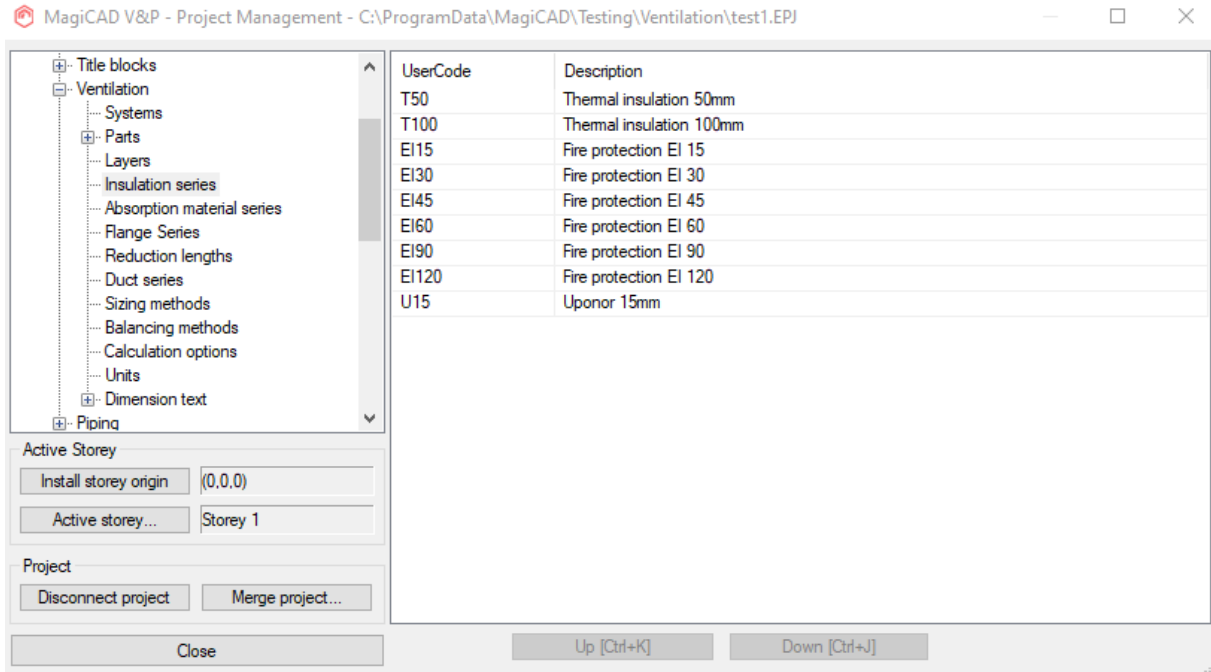 MagiCAD V&P - Project Management - C:\ProgramData\MagiCAD\Testing\Ventilation\test1.EPJ
Title blocks
Ventilation
Systems
Parts
Layers
Insulation series
Absorption material series
Flange Series
Reduction lengths
Duct series
Sizing methods
Balancing methods
Calculation options
Units
Dimension text
Piping
Active Storey
Install storey origin (0,0,0)
Active storey... Storey 1
Project
Disconnect project Merge project...
Close
UserCode Description
T50 Thermal insulation 50mm
T100 Thermal insulation 100mm
EI15 Fire protection EI 15
EI30 Fire protection EI 30
EI45 Fire protection EI 45
EI60 Fire protection EI 60
EI90 Fire protection EI 90
EI120 Fire protection EI 120
U15 Uponor 15mm
Up [Ctrl+K] Down [Ctrl+J]